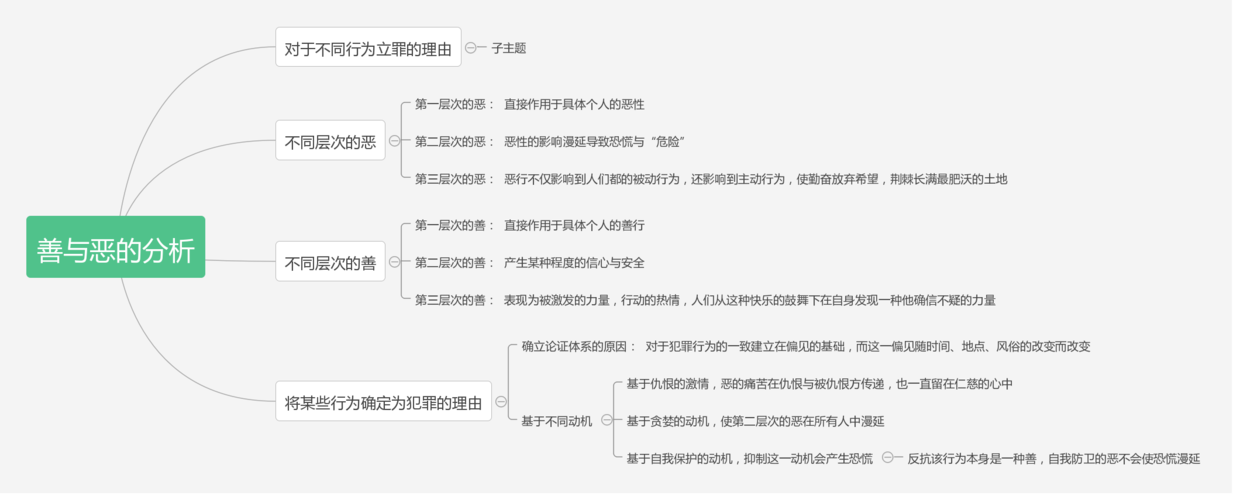 对于不同行为立罪的理由
子主题
第一层次的恶： 直接作用于具体个人的恶性
不同层次的恶
第二层次的恶： 恶性的影响漫延导致恐慌与“危险”
第三层次的恶： 恶行不仅影响到人们都的被动行为，还影响到主动行为，使勤奋放弃希望，荆棘长满最肥沃的土地
善与恶的分析
第一层次的善： 直接作用于具体个人的善行
不同层次的善
第二层次的善： 产生某种程度的信心与安全
第三层次的善： 表现为被激发的力量，行动的热情，人们从这种快乐的鼓舞下在自身发现一种他确信不疑的力量
将某些行为确定为犯罪的理由
确立论证体系的原因： 对于犯罪行为的一致建立在偏见的基础，而这一偏见随时间、地点、风俗的改变而改变
基于不同动机
基于仇恨的激情，恶的痛苦在仇恨与被仇恨方传递，也一直留在仁慈的心中
基于贪婪的动机，使第二层次的恶在所有人中漫延
基于自我保护的动机，抑制这一动机会产生恐慌
反抗该行为本身是一种善，自我防卫的恶不会使恐慌漫延